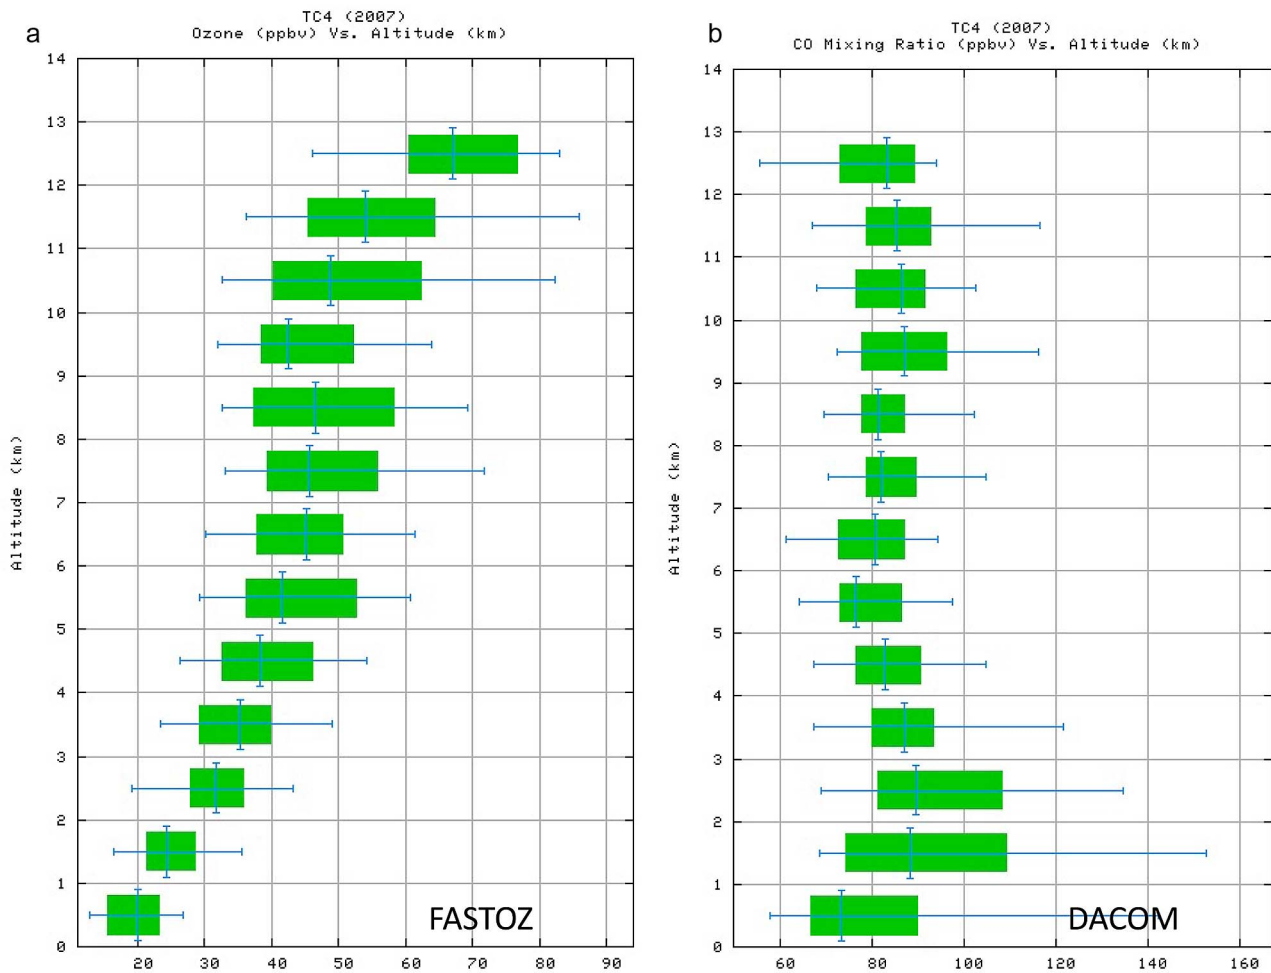 a
TC4 (2007)
Ozone (ppbv) Vs. Altitude (km)
14
13
12
11
10
9
8
7
6
5
4
3
2
1
0
Altitude (km)
FASTOZ
20 30 40 50 60 70 80 90
b
TC4 (2007)
CO Mixing Ratio (ppbv) Vs. Altitude (km)
14
13
12
11
10
9
8
7
6
5
4
3
2
1
0
Altitude (km)
DACOM
60 80 100 120 140 160